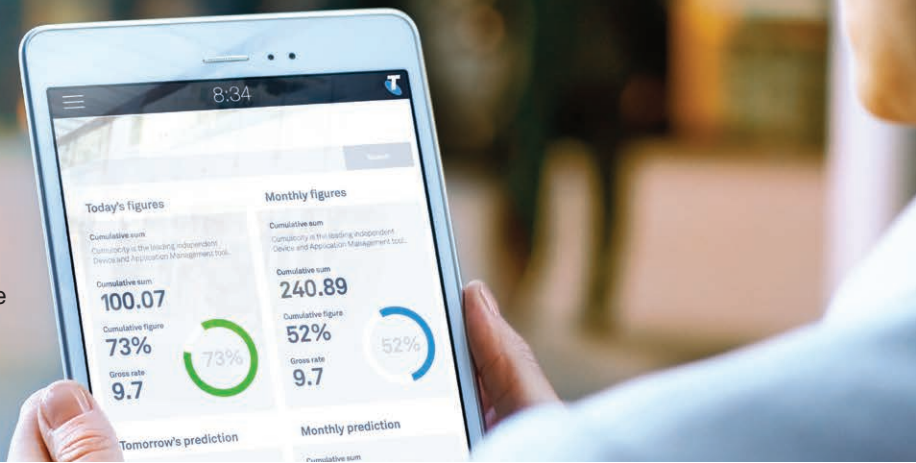 8:34
T
Search
Today's figures
Cumulative sum
Cumulocity is the leading independent
Device and Application Management tool.
Cumulative sum
100.07
Cumulative figure
73%
73%
Gross rate
9.7
Tomorrow's prediction
Monthly figures
Cumulative sum
Cumulocity is the leading independent
Device and Application Management tool.
Cumulative sum
240.89
Cumulative figure
52%
52%
Gross rate
9.7
Monthly prediction
Cumulative sum
e